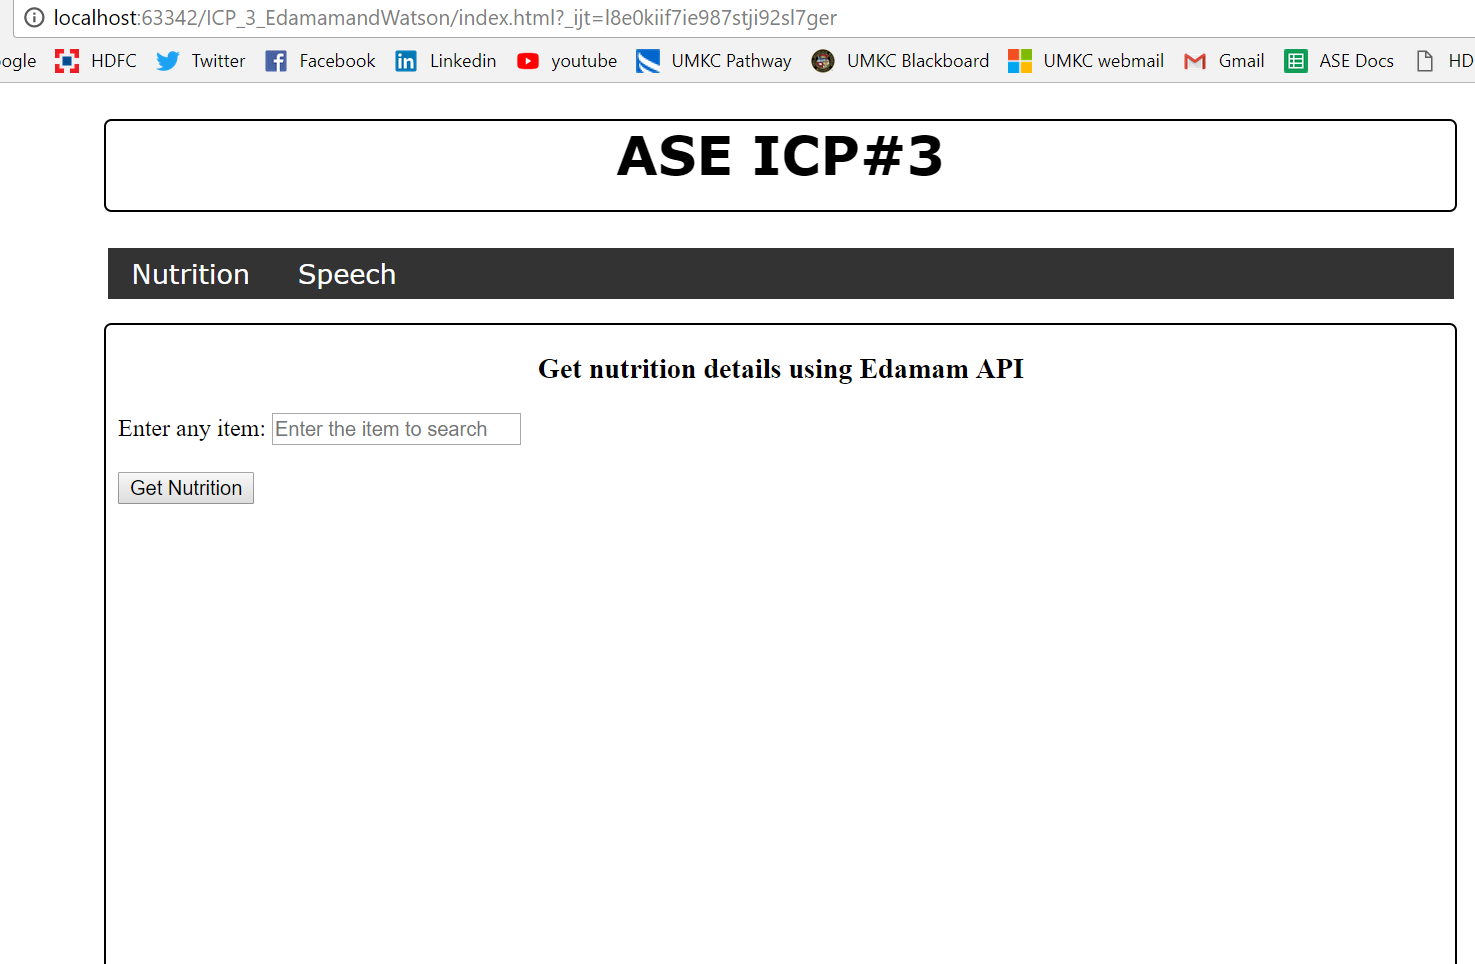 localhost:63342/ICP_3_EdamamandWatson/index.html?_ijt=l8e0kiif7ie987stji92sl7ger
ogle HDFC Twitter Facebook Linkedin youtube UMKC Pathway UMKC Blackboard UMKC webmail Gmail ASE Docs HD
ASE ICP#3
Nutrition Speech
Get nutrition details using Edamam API
Enter any item: Enter the item to search
Get Nutrition